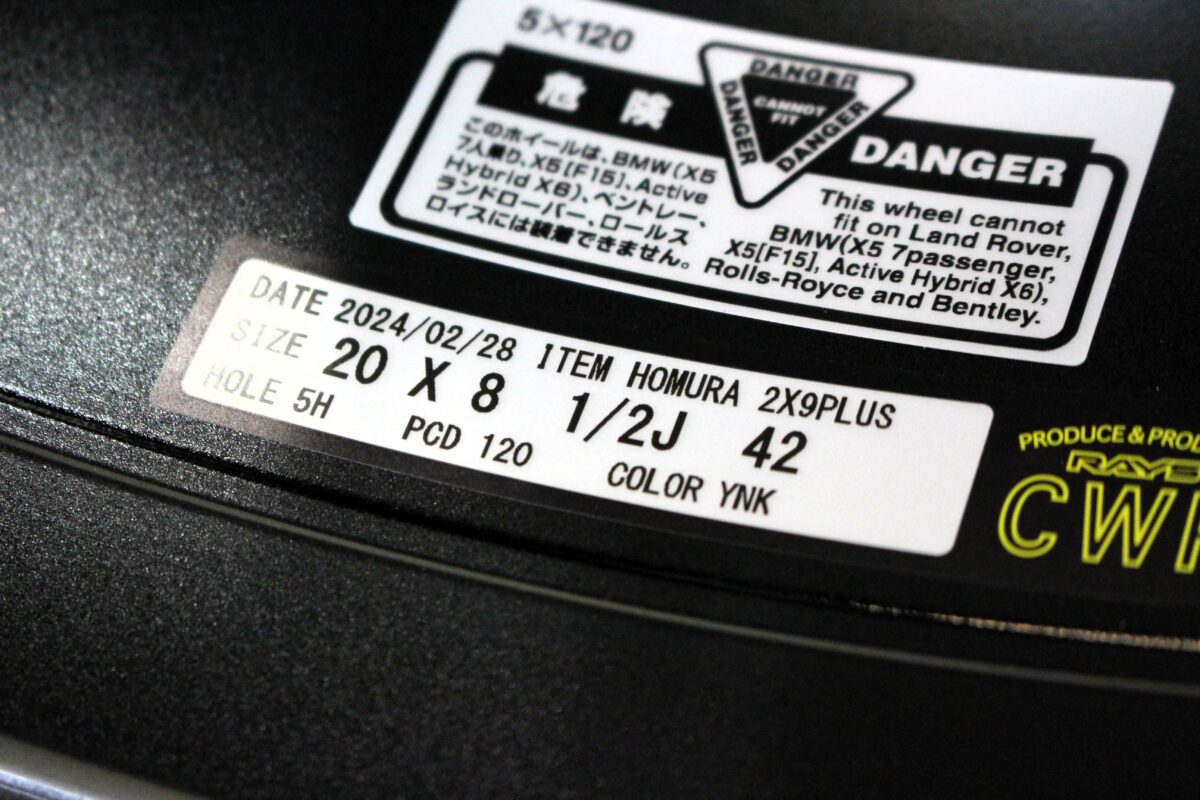 5×120
DANGER
DANGER
DANGER
CANNOT
FIT
危険
DANGER
このホイールは、BMW(X5
7人乗り、X5[F15]、Active
Hybrid X6)、ベントレー、
ランドローバー、ロールス
ロイスには装着できません。
This wheel cannot
fit on Land Rover,
BMW(X5 7passenger,
X5[F15], Active Hybrid X6),
Rolls-Royce and Bentley.
DATE 2024/02/28 ITEM HOMURA 2X9PLUS
SIZE 20 X 8 1/2J 42
HOLE 5H PCD 120 COLOR YNK
PRODUCE & PROD
RAYS
CW